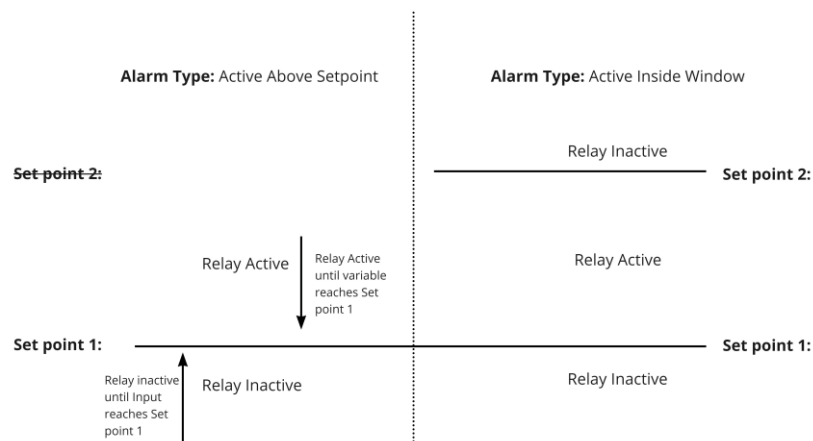 Alarm Type: Active Above Setpoint
Alarm Type: Active Inside Window
Relay Inactive
Set point 2:
Set point 2:
Relay Active
Relay Active
until variable
reaches Set
point 1
Relay Active
Set point 1:
Set point 1:
Relay inactive
until Input
reaches Set
point 1
Relay Inactive
Relay Inactive